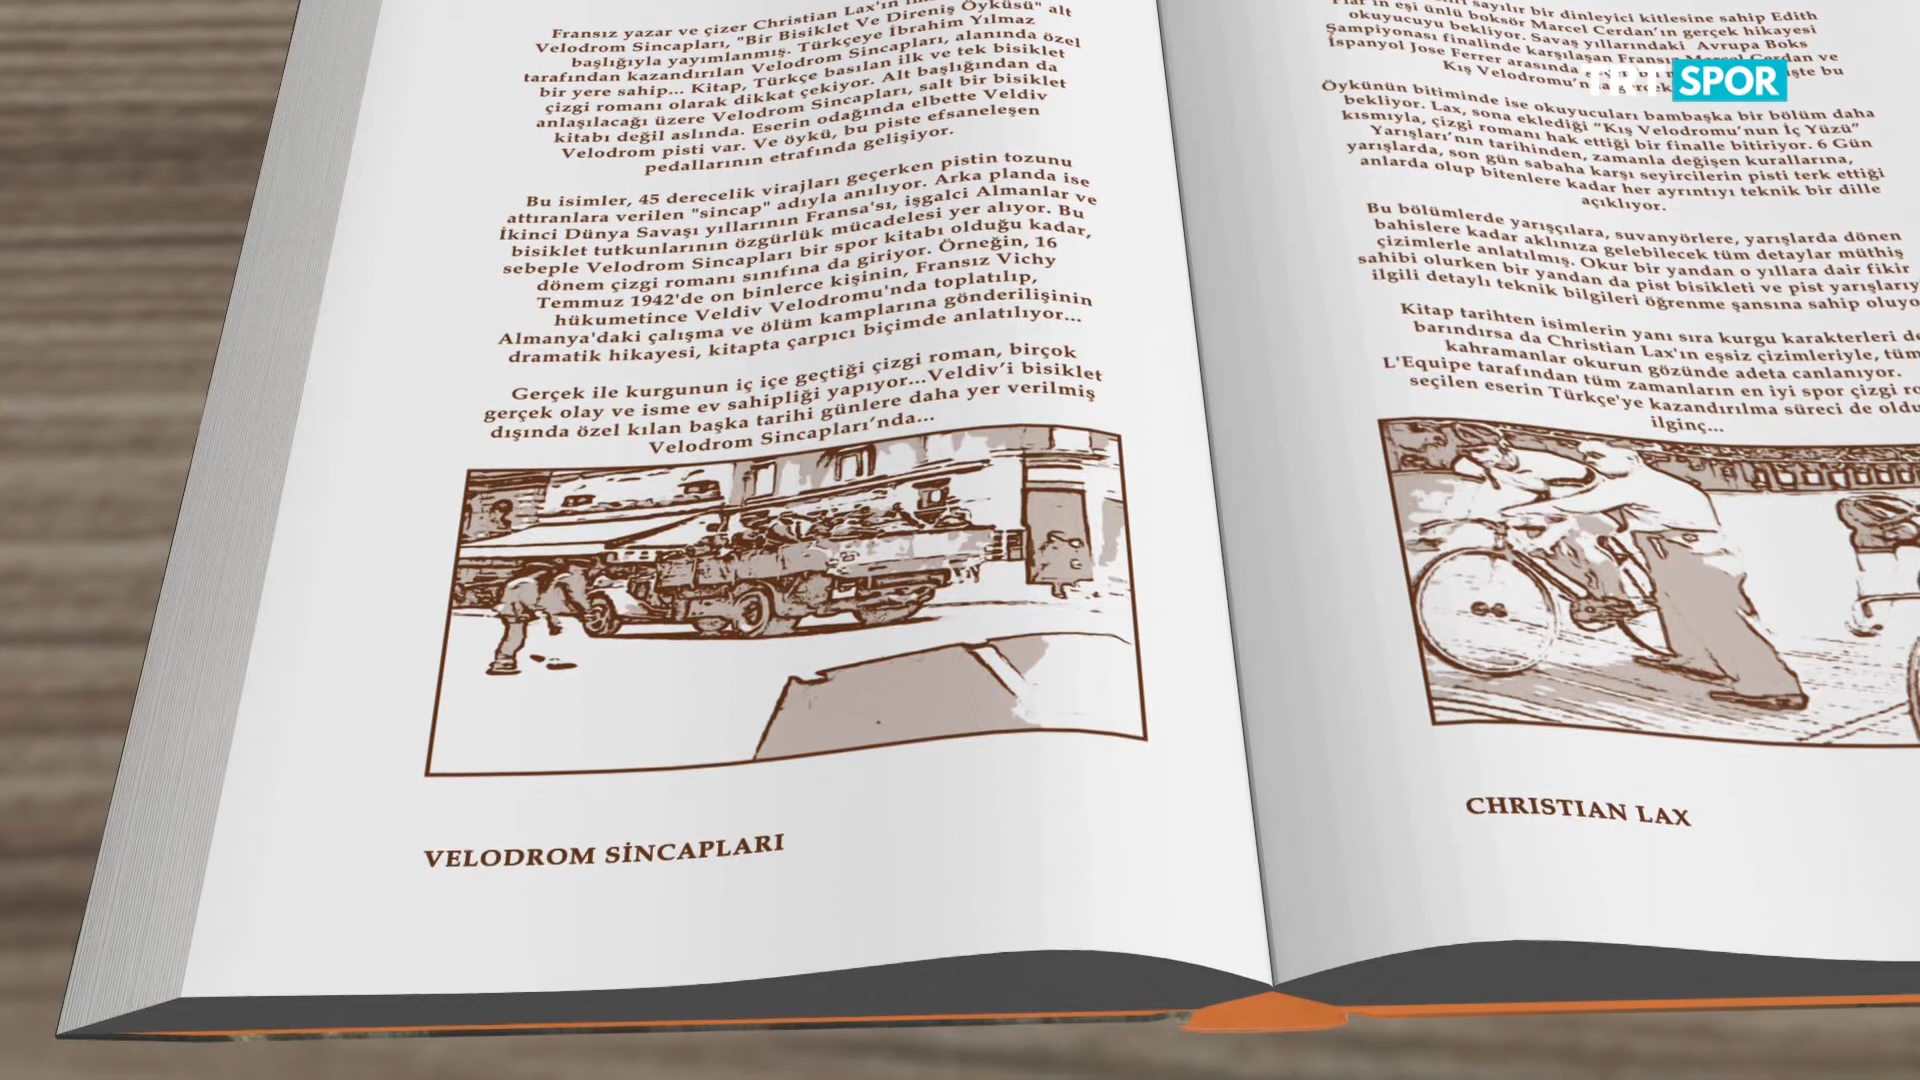 Fransız yazar ve çizer Christian Lax'ın
Velodrom Sincapları, "Bir Bisiklet Ve Direniş Öyküsü" alt
başlığıyla yayımlanmış. Türkçeye İbrahim Yılmaz
tarafından kazandırılan Velodrom Sincapları, alanında özel
bir yere sahip... Kitap, Türkçe basılan ilk ve tek bisiklet
çizgi romanı olarak dikkat çekiyor. Alt başlığından da
anlaşılacağı üzere Velodrom Sincapları, salt bir bisiklet
kitabı değil aslında. Eserin odağında elbette Veldiv
Velodrom pisti var. Ve öykü, bu piste efsaneleşen
pedallarının etrafında gelişiyor.
Bu isimler, 45 derecelik virajları geçerken pistin tozunu
attıranlara verilen "sincap" adıyla anılıyor. Arka planda ise
İkinci Dünya Savaşı yıllarının Fransa'sı, işgalci Almanlar ve
bisiklet tutkunlarının özgürlük mücadelesi yer alıyor. Bu
sebeple Velodrom Sincapları bir spor kitabı olduğu kadar,
dönem çizgi romanı sınıfına da giriyor. Örneğin, 16
Temmuz 1942'de on binlerce kişinin, Fransız Vichy
hükumetince Veldiv Velodromu'nda toplatılıp,
Almanya'daki çalışma ve ölüm kamplarına gönderilişinin
dramatik hikayesi, kitapta çarpıcı biçimde anlatılıyor...
Gerçek ile kurgunun iç içe geçtiği çizgi roman, birçok
gerçek olay ve isme ev sahipliği yapıyor...Veldiv’i bisiklet
dışında özel kılan başka tarihi günlere daha yer verilmiş
Velodrom Sincapları’nda...
VELODROM SİNCAPLARI
sayılır bir dinleyici kitlesine sahip Edith
Piaf'ın eşi ünlü boksör Marcel Cerdan’ın gerçek hikayesi
okuyucuyu bekliyor. Savaş yıllarındaki Avrupa Boks
Şampiyonası finalinde karşılaşan Fransız Marcel Cerdan ve
İspanyol Jose Ferrer arasında işte bu
Kış Velodromu’nda
Öykünün bitiminde ise okuyucuları bambaşka bir bölüm daha
bekliyor. Lax, sona eklediği “Kış Velodromu’nun İç Yüzü”
kısmıyla, çizgi romanı hak ettiği bir finalle bitiriyor. 6 Gün
Yarışları’nın tarihinden, zamanla değişen kurallarına,
yarışlarda, son gün sabaha karşı seyircilerin pisti terk ettiği
anlarda olup bitenlere kadar her ayrıntıyı teknik bir dille
açıklıyor.
Bu bölümlerde yarışçılara, suvanyörlere, yarışlarda dönen
bahislere kadar aklınıza gelebilecek tüm detaylar müthiş
çizimlerle anlatılmış. Okur bir yandan o yıllara dair fikir
sahibi olurken bir yandan da pist bisikleti ve pist yarışlarıy
ilgili detaylı teknik bilgileri öğrenme şansına sahip oluyo
Kitap tarihten isimlerin yanı sıra kurgu karakterleri de
barındırsa da Christian Lax'ın eşsiz çizimleriyle, tüm
kahramanlar okurun gözünde adeta canlanıyor.
L'Equipe tarafından tüm zamanların en iyi spor çizgi ro
seçilen eserin Türkçe'ye kazandırılma süreci de oldu
ilginç...
CHRISTIAN LAX
TRT SPOR